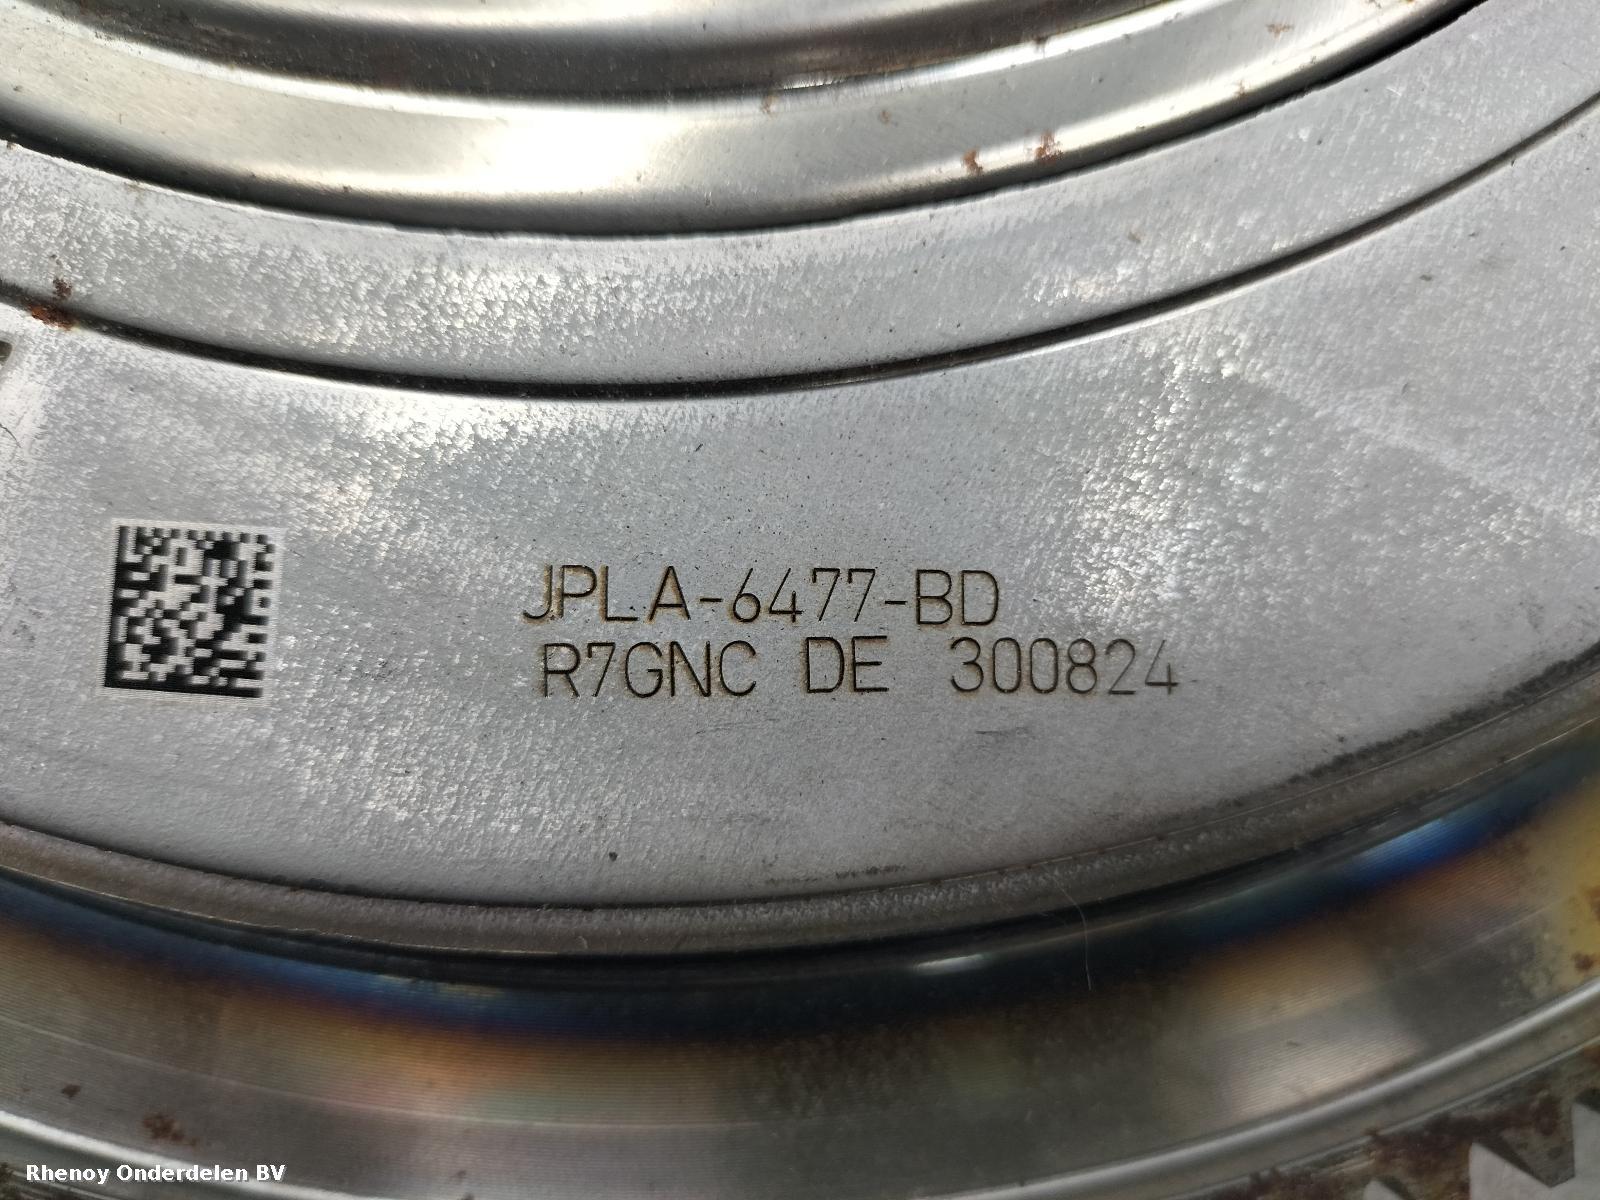 JPLA-6477-BD
R7GNC DE 300824
Rhenoy Onderdelen BV